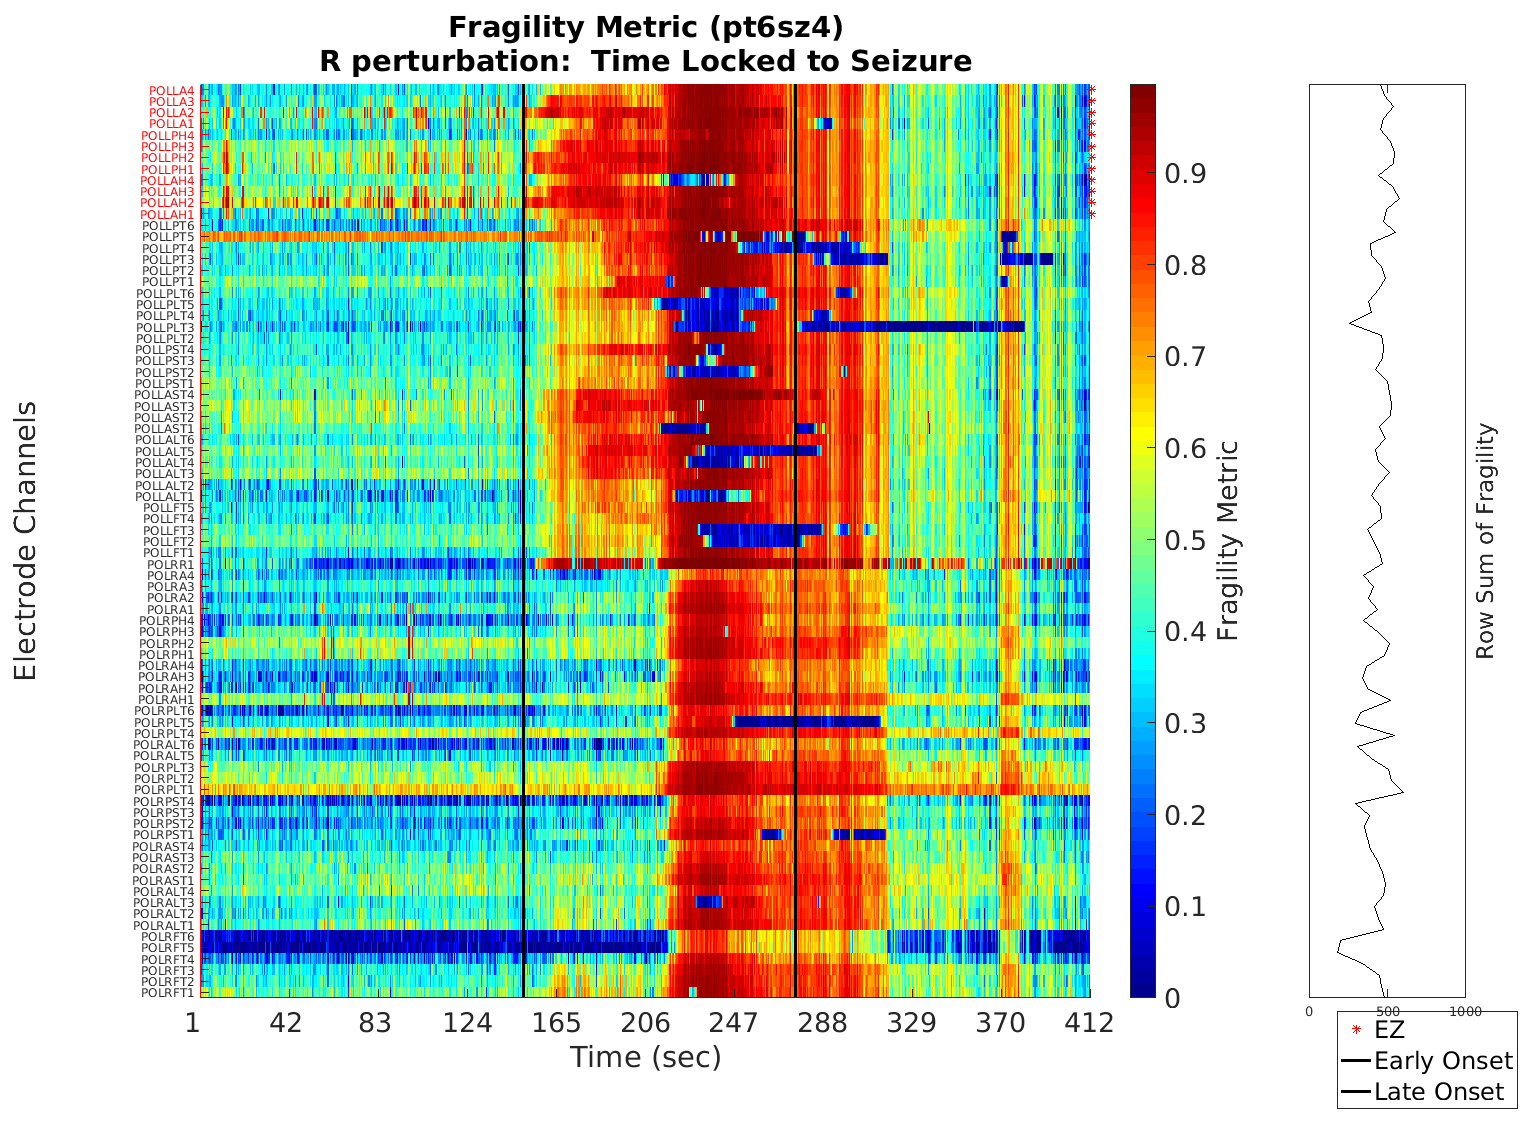 Fragility Metric (pt6sz4)
R perturbation:  Time Locked to Seizure
Electrode Channels
POLLA4
POLLA3
POLLA2
POLLA1
POLLPH4
POLLPH3
POLLPH2
POLLPH1
POLLAH4
POLLAH3
POLLAH2
POLLAH1
POLLPT6
POLLPT5
POLLPT4
POLLPT3
POLLPT2
POLLPT1
POLLPLT6
POLLPLT5
POLLPLT4
POLLPLT3
POLLPLT2
POLLPST4
POLLPST3
POLLPST2
POLLPST1
POLLAST4
POLLAST3
POLLAST2
POLLAST1
POLLALT6
POLLALT5
POLLALT4
POLLALT3
POLLALT2
POLLALT1
POLLFT5
POLLFT4
POLLFT3
POLLFT2
POLLFT1
POLRR1
POLRA4
POLRA3
POLRA2
POLRA1
POLRPH4
POLRPH3
POLRPH2
POLRPH1
POLRAH4
POLRAH3
POLRAH2
POLRAH1
POLRPLT6
POLRPLT5
POLRPLT4
POLRALT6
POLRALT5
POLRPLT3
POLRPLT2
POLRPLT1
POLRPST4
POLRPST3
POLRPST2
POLRPST1
POLRAST4
POLRAST3
POLRAST2
POLRAST1
POLRALT4
POLRALT3
POLRALT2
POLRALT1
POLRFT6
POLRFT5
POLRFT4
POLRFT3
POLRFT2
POLRFT1
1 42 83 124 165 206 247 288 329 370 412
Time (sec)
0.9
0.8
0.7
0.6
0.5
0.4
0.3
0.2
0.1
0
Fragility Metric
0 500 1000
Row Sum of Fragility
EZ
Early Onset
Late Onset